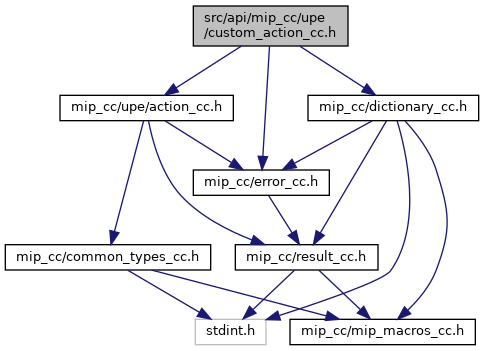 src/api/mip_cc/upe
/custom_action_cc.h
mip_cc/upe/action_cc.h
mip_cc/dictionary_cc.h
mip_cc/error_cc.h
mip_cc/common_types_cc.h
mip_cc/result_cc.h
stdint.h
mip_cc/mip_macros_cc.h